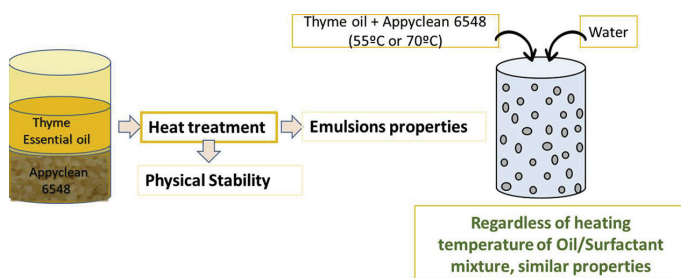 Thyme oil + Appyclean 6548
(55ºC or 70ºC)
Water
Thyme
Essential oil
Appyclean
6548
Heat treatment
Emulsions properties
Physical Stability
Regardless of heating
temperature of Oil/Surfactant
mixture, similar properties